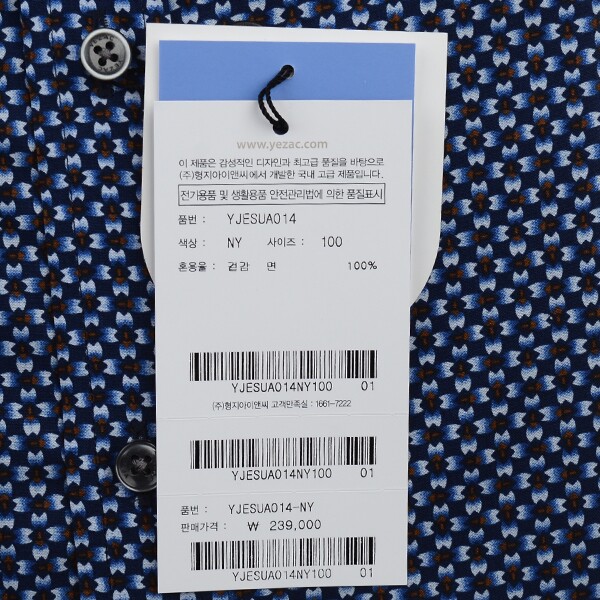 www.yezac.com
이 제품은 감성적인 디자인과 최고급 품질을 바탕으로
(주)형지아이앤씨에서 개발한 국내 고급 제품입니다.
전기용품 및 생활용품 안전관리법에 의한 품질표시
품번 : YJESUA014
색상 : NY 사이즈 : 100
혼용율 : 겉감 면 100%
YJESUA014NY100 01
(주)형지아이앤씨 고객만족실 : 1661-7222
YJESUA014NY100 01
품번 : YJESUA014-NY
판매가격 : ₩ 239,000
YJESUA014NY100 01